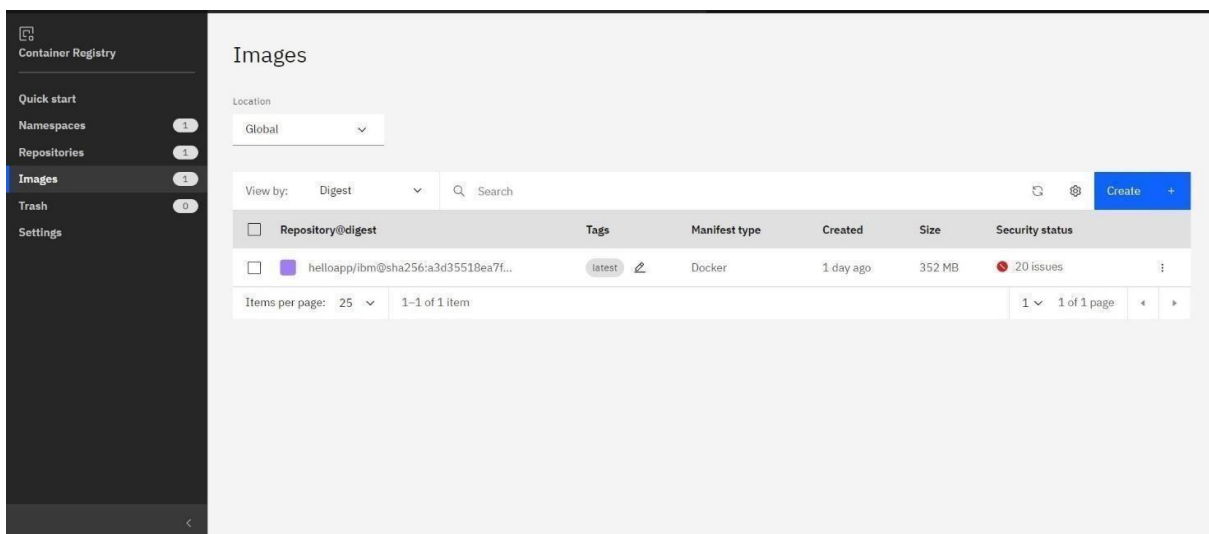 Container Registry
Quick start
Namespaces 1
Repositories 1
Images 1
Trash 0
Settings
Images
Location
Global
View by: Digest Search Create +
Repository@digest Tags Manifest type Created Size Security status
helloapp/ibm@sha256:a3d35518ea7f... latest Docker 1 day ago 352 MB 20 issues
Items per page: 25 1–1 of 1 item 1 1 of 1 page